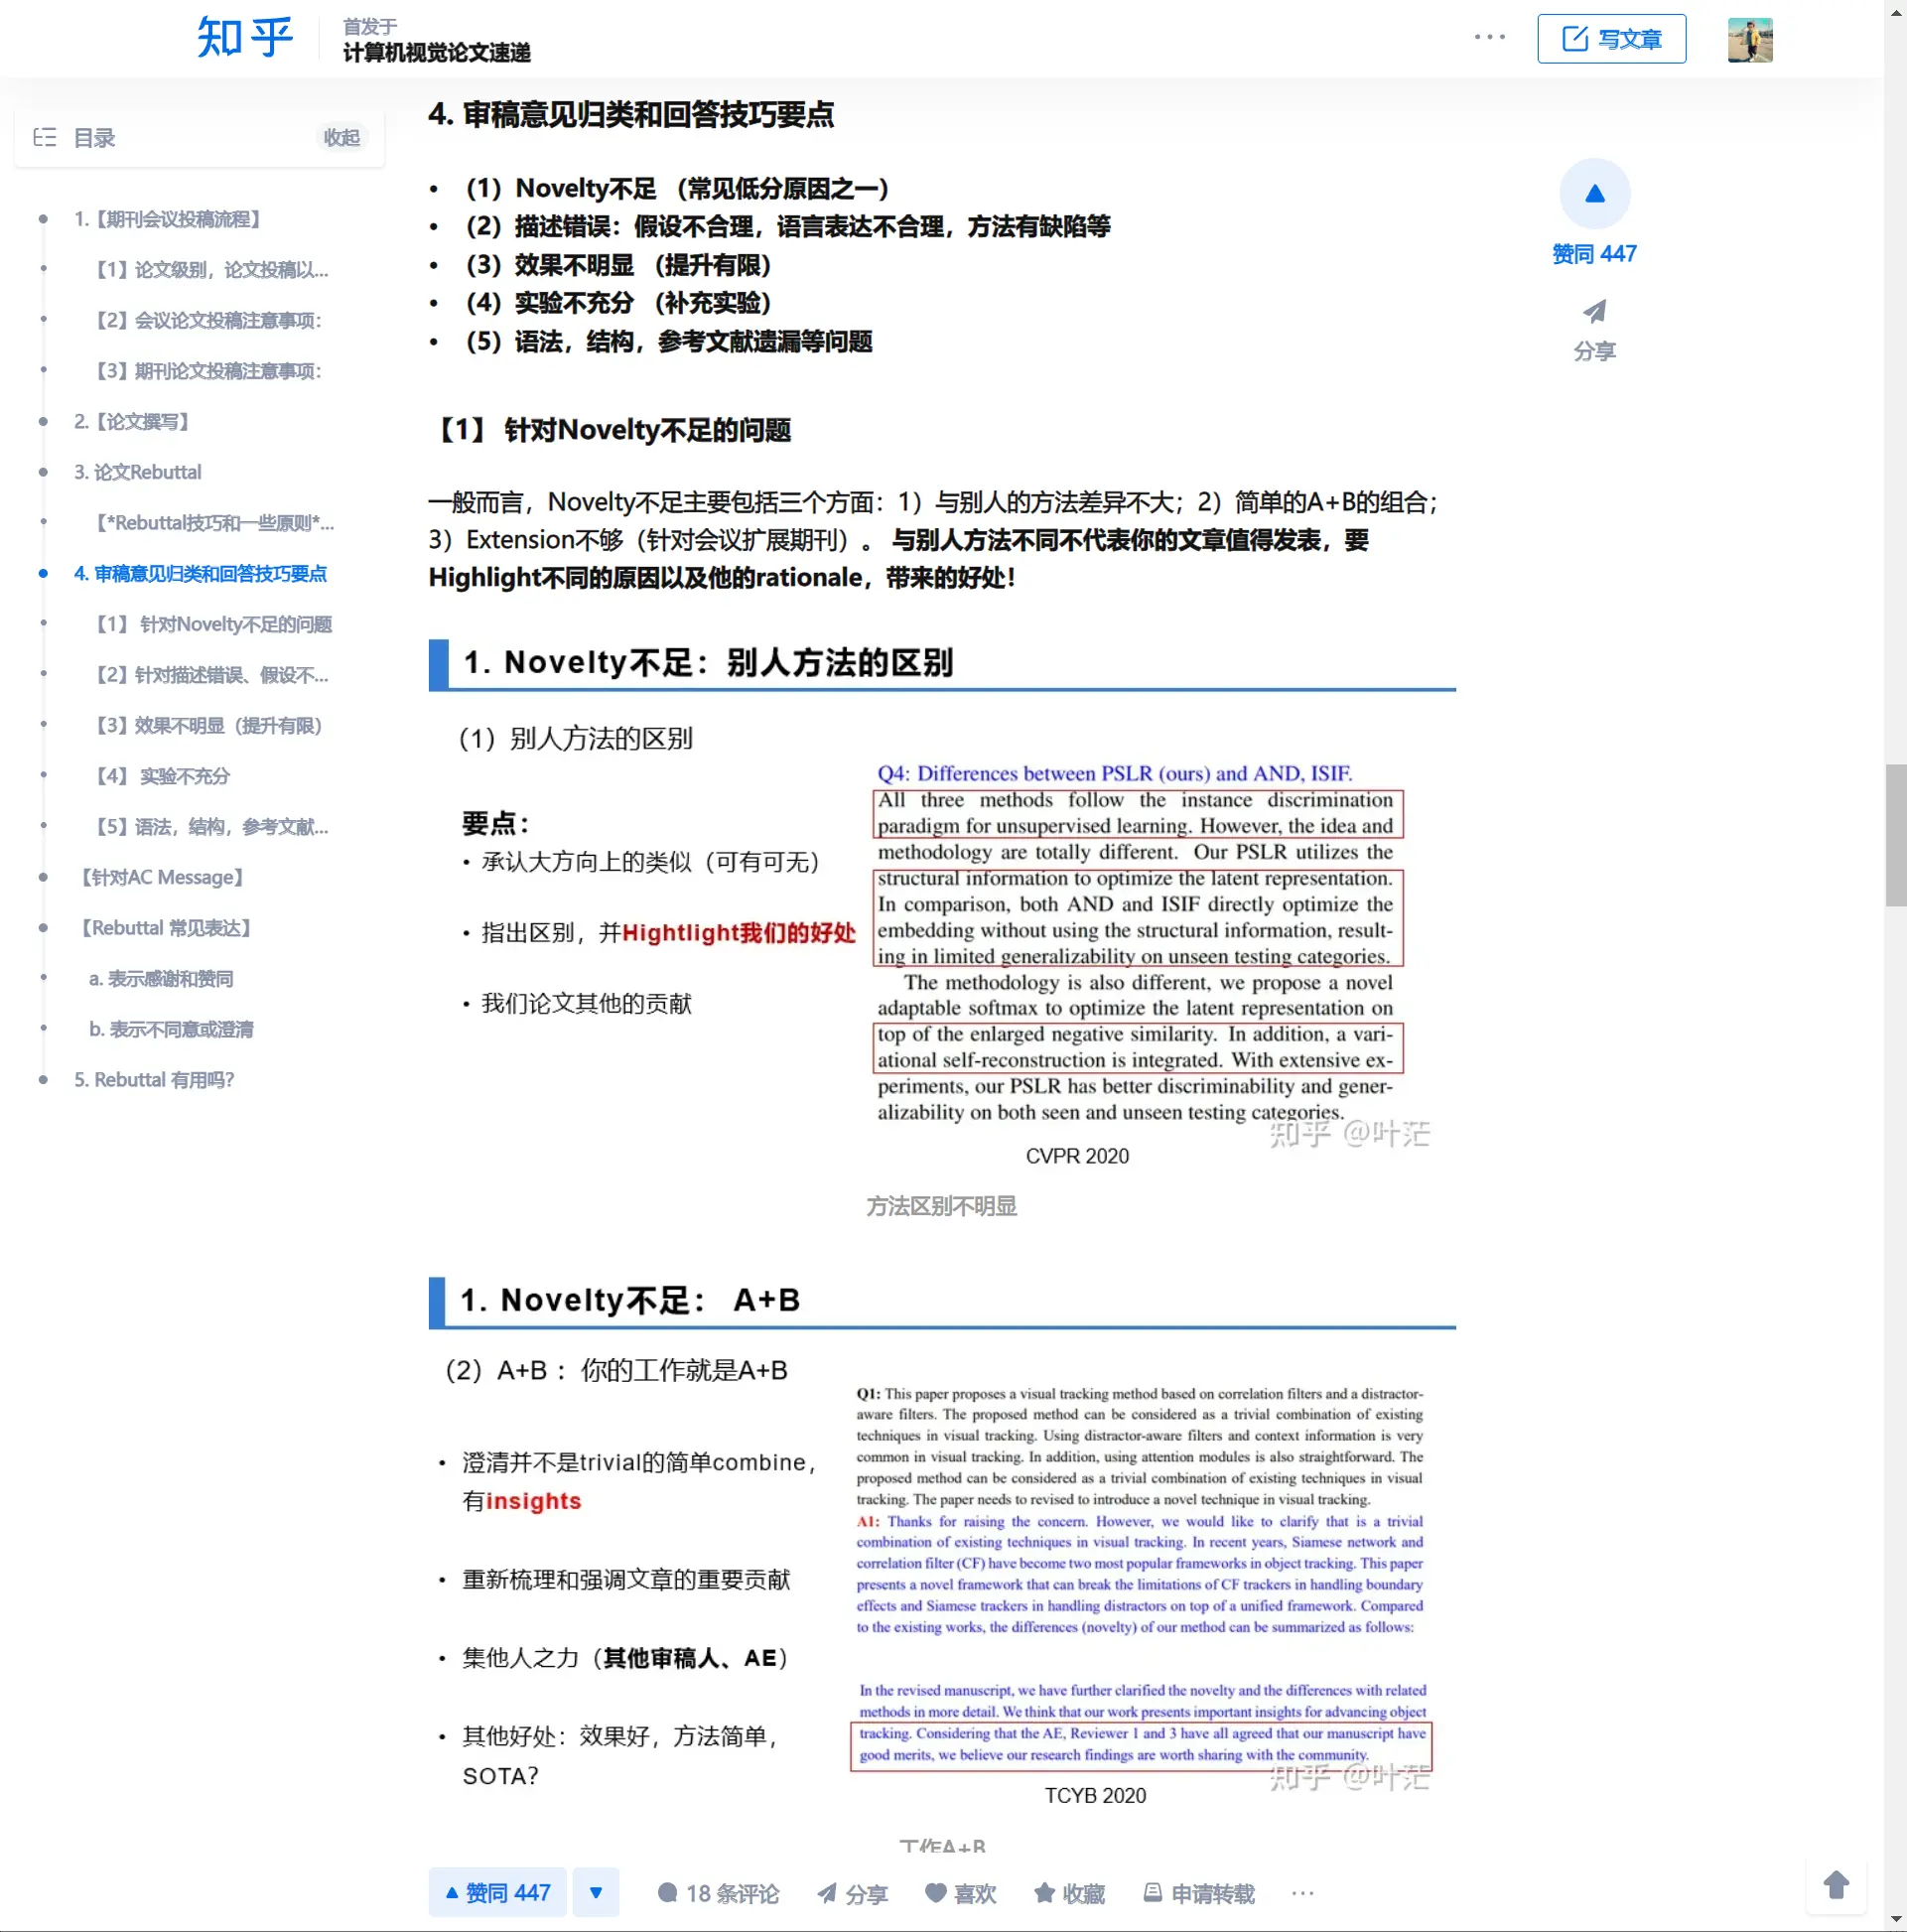 知乎
首发于
计算机视觉论文速递
写文章
目录
收起
1.【期刊会议投稿流程】
【1】论文级别，论文投稿以...
【2】会议论文投稿注意事项：
【3】期刊论文投稿注意事项：
2.【论文撰写】
3. 论文Rebuttal
【*Rebuttal技巧和一些原则*...
4. 审稿意见归类和回答技巧要点
【1】 针对Novelty不足的问题
【2】针对描述错误、假设不...
【3】效果不明显（提升有限）
【4】 实验不充分
【5】语法，结构，参考文献...
【针对AC Message】
【Rebuttal 常见表达】
a. 表示感谢和赞同
b. 表示不同意或澄清
5. Rebuttal 有用吗？
4. 审稿意见归类和回答技巧要点
• （1）Novelty不足 （常见低分原因之一）
• （2）描述错误：假设不合理，语言表达不合理，方法有缺陷等
• （3）效果不明显 （提升有限）
• （4）实验不充分 （补充实验）
• （5）语法，结构，参考文献遗漏等问题
【1】 针对Novelty不足的问题
一般而言，Novelty不足主要包括三个方面：1）与别人的方法差异不大；2）简单的A+B的组合；
3）Extension不够（针对会议扩展期刊）。 与别人方法不同不代表你的文章值得发表，要
Highlight不同的原因以及他的rationale，带来的好处！
1. Novelty不足：别人方法的区别
（1）别人方法的区别
要点：
• 承认大方向上的类似（可有可无）
• 指出区别，并Hightlight我们的好处
• 我们论文其他的贡献
Q4: Differences between PSLR (ours) and AND, ISIF.
All three methods follow the instance discrimination
paradigm for unsupervised learning. However, the idea and
methodology are totally different. Our PSLR utilizes the
structural information to optimize the latent representation.
In comparison, both AND and ISIF directly optimize the
embedding without using the structural information, result-
ing in limited generalizability on unseen testing categories.
The methodology is also different, we propose a novel
adaptable softmax to optimize the latent representation on
top of the enlarged negative similarity. In addition, a vari-
ational self-reconstruction is integrated. With extensive ex-
periments, our PSLR has better discriminability and gener-
alizability on both seen and unseen testing categories.
知乎 @叶茫
CVPR 2020
方法区别不明显
1. Novelty不足： A+B
（2）A+B ：你的工作就是A+B
• 澄清并不是trivial的简单combine，
有insights
• 重新梳理和强调文章的重要贡献
• 集他人之力（其他审稿人、AE）
• 其他好处：效果好，方法简单，
SOTA？
Q1: This paper proposes a visual tracking method based on correlation filters and a distractor-
aware filters. The proposed method can be considered as a trivial combination of existing
techniques in visual tracking. Using distractor-aware filters and context information is very
common in visual tracking. In addition, using attention modules is also straightforward. The
proposed method can be considered as a trivial combination of existing techniques in visual
tracking. The paper needs to revised to introduce a novel technique in visual tracking.
A1: Thanks for raising the concern. However, we would like to clarify that is a trivial
combination of existing techniques in visual tracking. In recent years, Siamese network and
correlation filter (CF) have become two most popular frameworks in object tracking. This paper
presents a novel framework that can break the limitations of CF trackers in handling boundary
effects and Siamese trackers in handling distractors on top of a unified framework. Compared
to the existing works, the differences (novelty) of our method can be summarized as follows:
In the revised manuscript, we have further clarified the novelty and the differences with related
methods in more detail. We think that our work presents important insights for advancing object
tracking. Considering that the AE, Reviewer 1 and 3 have all agreed that our manuscript have
good merits, we believe our research findings are worth sharing with the community.
知乎 @叶茫
TCYB 2020
工作A+B
赞同 447
分享
赞同 447
18 条评论
分享
喜欢
收藏
申请转载